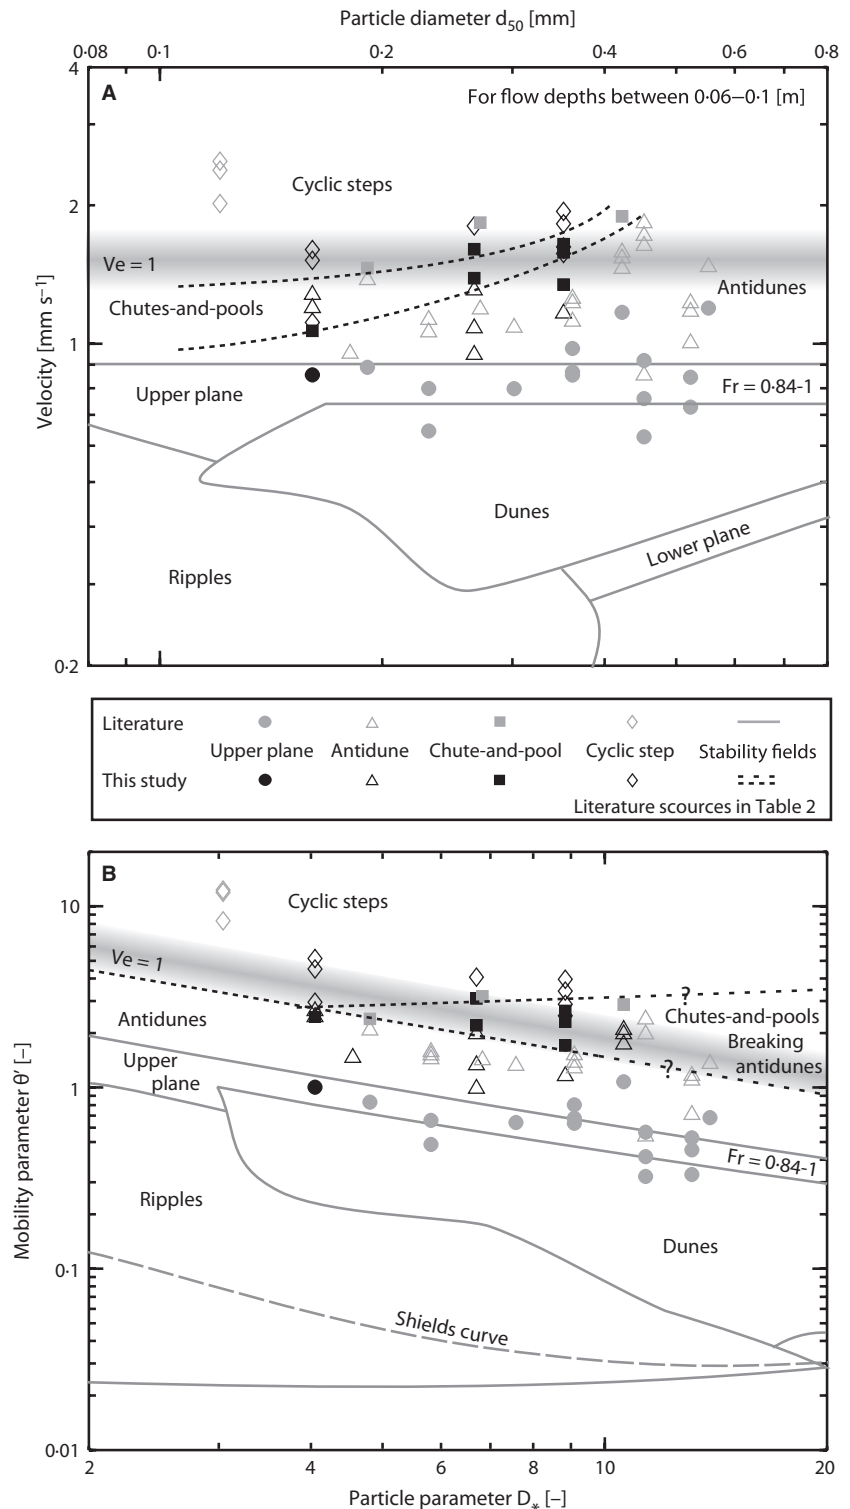 Particle diameter d50 [mm]
0·08 0·1 0·2 0·4 0·6 0·8
4
A
For flow depths between 0·06–0·1 [m]
Cyclic steps
2
Ve = 1
Chutes-and-pools
Antidunes
1
Velocity [mm s⁻¹]
Upper plane
Fr = 0·84-1
Dunes
Lower plane
Ripples
0·2
Literature
Upper plane Antidune Chute-and-pool Cyclic step Stability fields
This study
Literature scources in Table 2
B
10
Cyclic steps
Ve = 1
?
Antidunes
Chutes-and-pools
Breaking
antidunes
?
Upper
plane
1
Fr = 0·84-1
Mobility parameter θ′ [–]
Ripples
Dunes
0·1
Shields curve
0·01
2 4 6 8 10 20
Particle parameter D* [–]